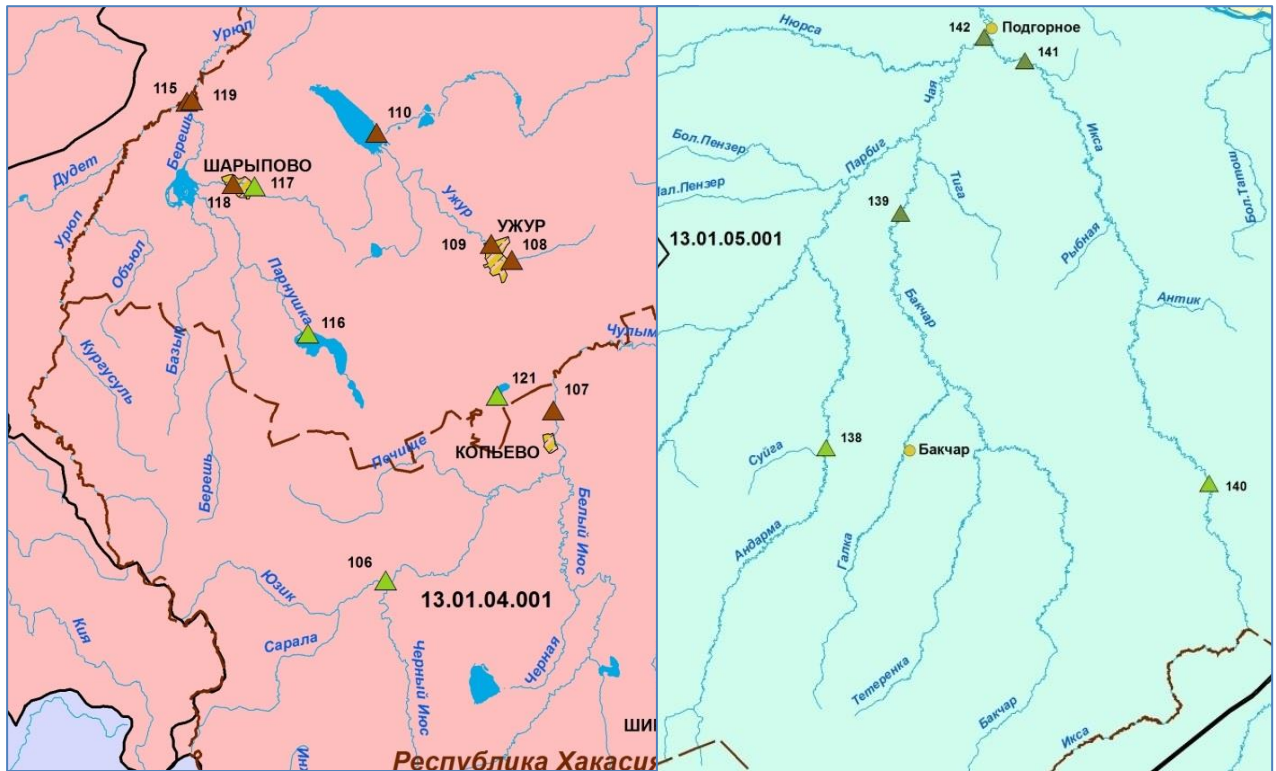 Урюп
115
119
110
Берешь
ШАРЫПОВО
117
118
Дудет
Урюп
Объюл
Ужур
УЖУР
109
108
Парнушка
116
Базыр
Кургусуль
Чулым
121
107
Берешь
Печище
КОПЬЕВО
Белый Июс
106
13.01.04.001
Юзик
Сарала
Кия
Черный Июс
Черная
ШИ
Республика Хакасия
Нюрса
142
Подгорное
141
Чая
Икса
Бол.Пензер
Парбиг
Мал.Пензер
Тига
Бол.Татош
139
13.01.05.001
Рыбная
Антик
Бакчар
138
Суйга
Бакчар
140
Андарма
Галка
Тетеренка
Бакчар
Икса